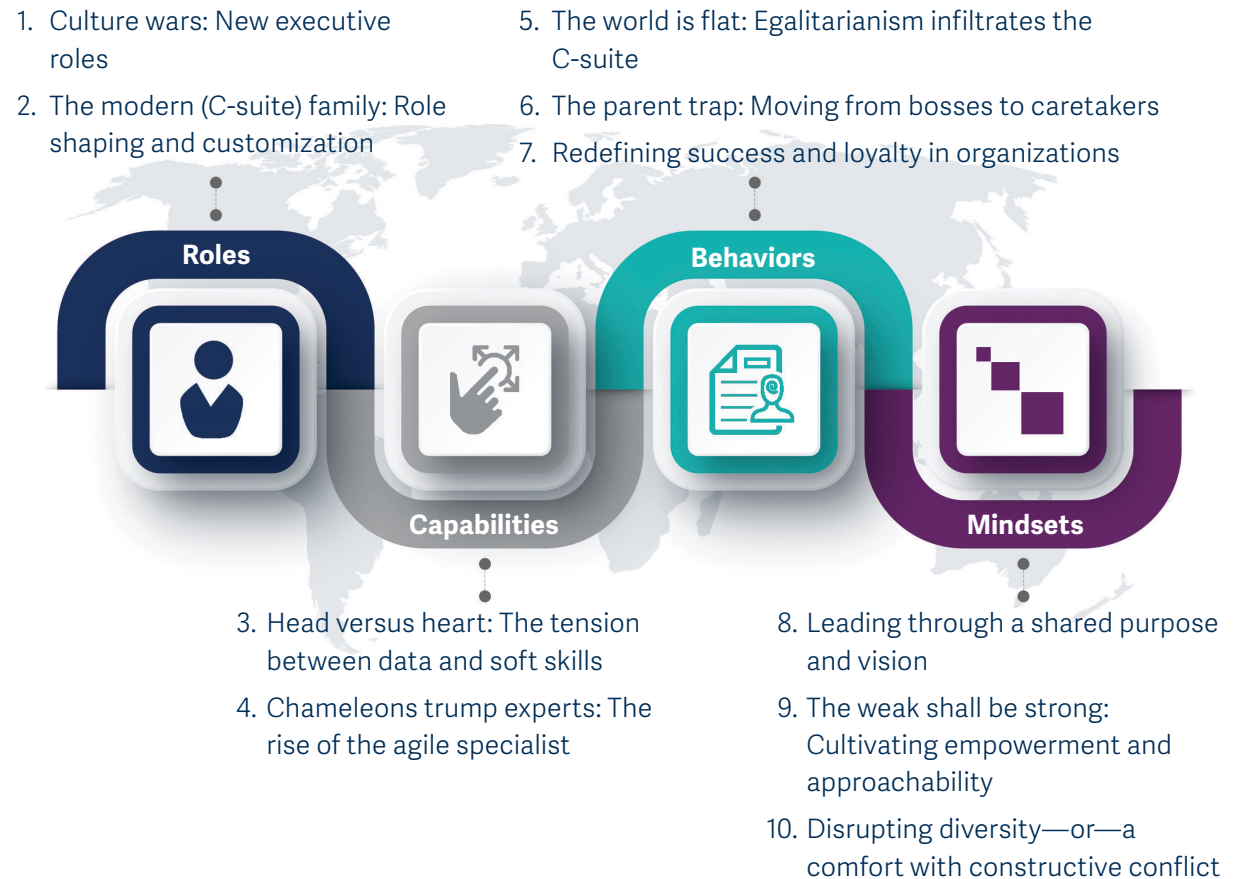 1. Culture wars: New executive
roles
2. The modern (C-suite) family: Role
shaping and customization
5. The world is flat: Egalitarianism infiltrates the
C-suite
6. The parent trap: Moving from bosses to caretakers
7. Redefining success and loyalty in organizations
Roles
Behaviors
Capabilities
Mindsets
3. Head versus heart: The tension
between data and soft skills
4. Chameleons trump experts: The
rise of the agile specialist
8. Leading through a shared purpose
and vision
9. The weak shall be strong:
Cultivating empowerment and
approachability
10. Disrupting diversity—or—a
comfort with constructive conflict